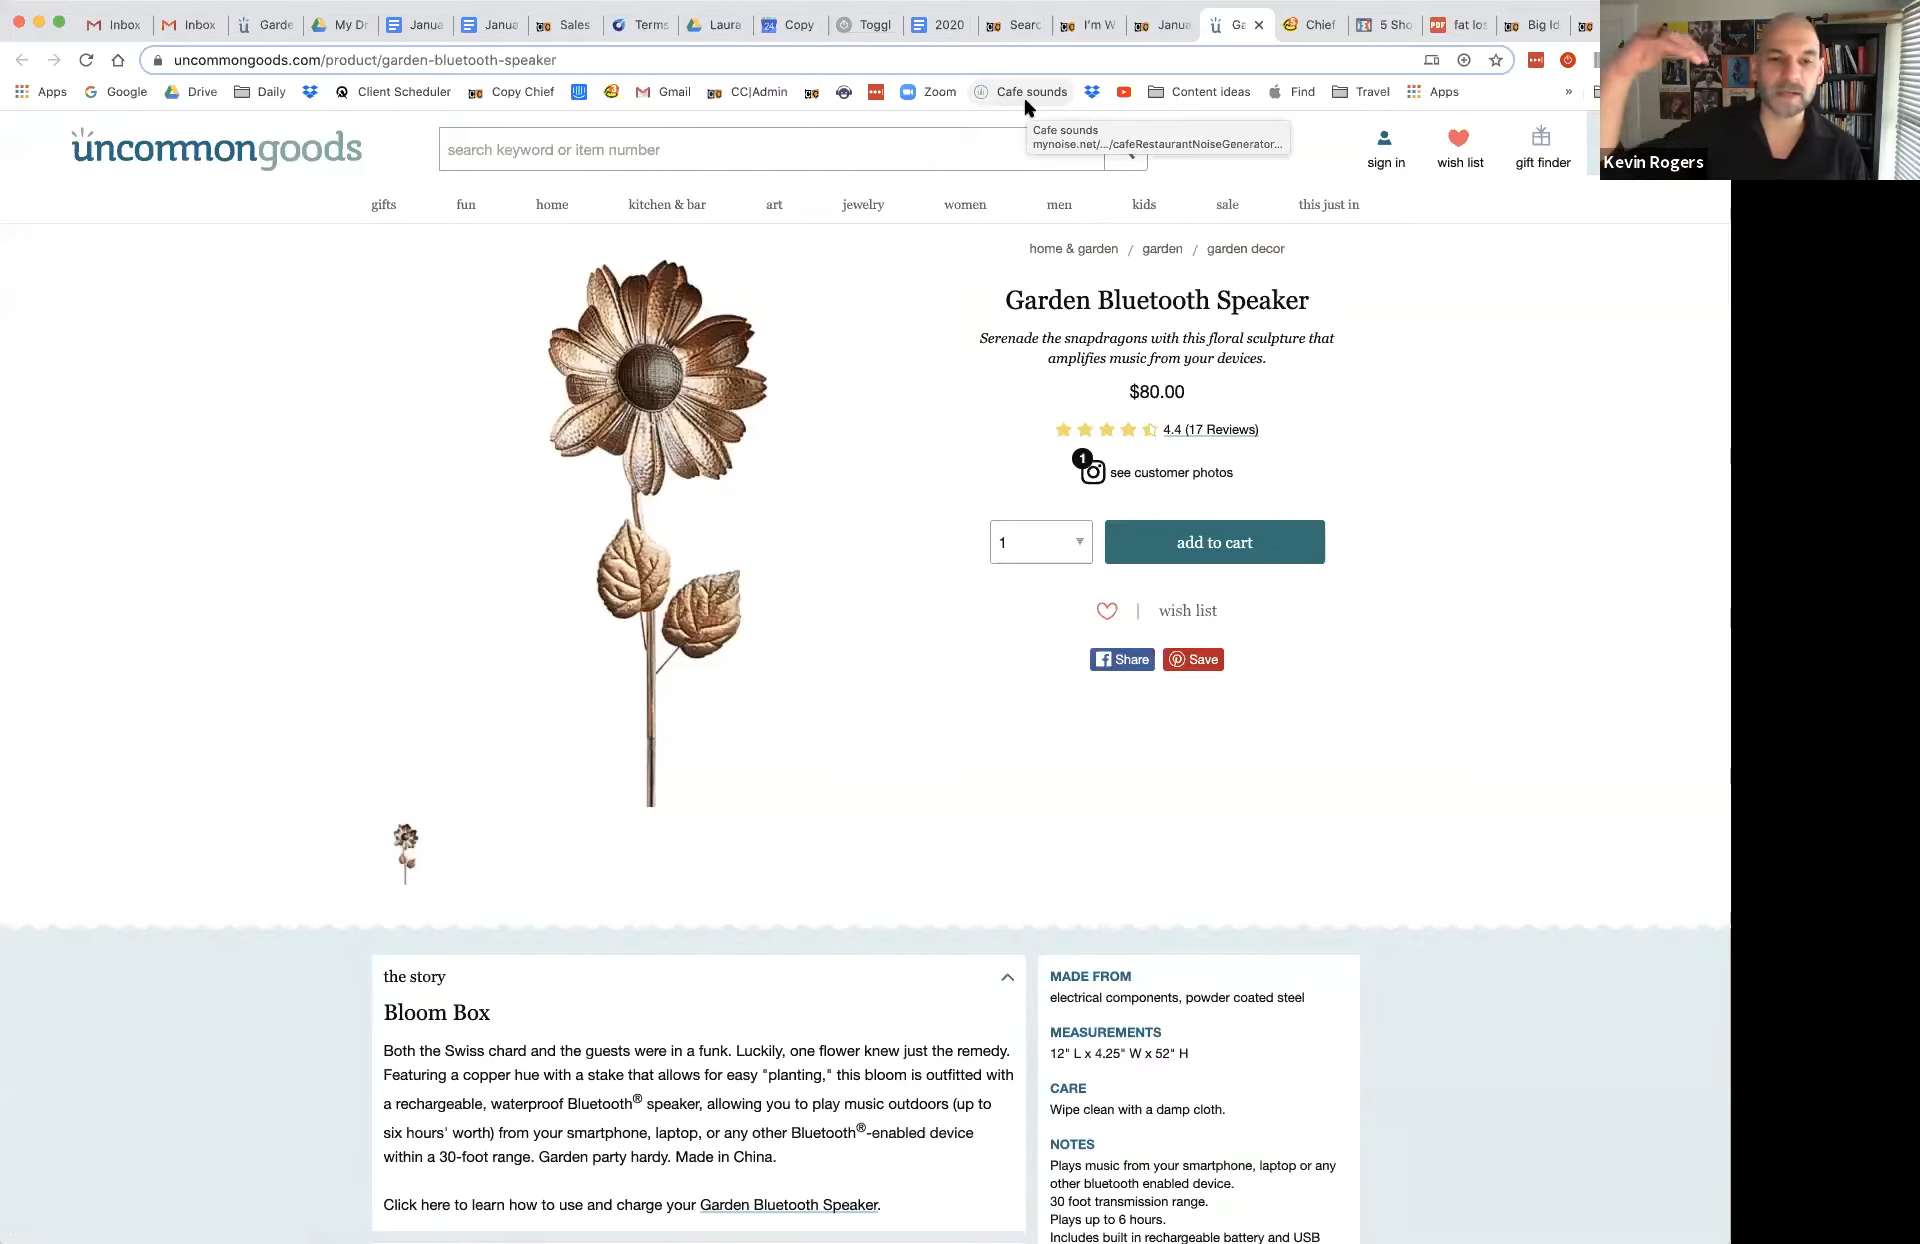 Inbox
Inbox
Garde
My Dr
Janua
Janua
Sales
Terms
Laura
24
Copy
Toggl
2020
Searc
I'm W
Janua
Ga
Chief
5 Sho
PDF
fat los
Big Id
uncommongoods.com/product/garden-bluetooth-speaker
Apps
Google
Drive
Daily
Client Scheduler
Copy Chief
Gmail
CC|Admin
Zoom
Cafe sounds
Content ideas
Find
Travel
Apps
»
Cafe sounds
mynoise.net/.../cafeRestaurantNoiseGenerator...
Kevin Rogers
uncommongoods
search keyword or item number
sign in
wish list
gift finder
gifts
fun
home
kitchen & bar
art
jewelry
women
men
kids
sale
this just in
home & garden / garden / garden decor
Garden Bluetooth Speaker
Serenade the snapdragons with this floral sculpture that
amplifies music from your devices.
$80.00
4.4 (17 Reviews)
1
see customer photos
1
add to cart
| wish list
Share
Save
the story
Bloom Box
Both the Swiss chard and the guests were in a funk. Luckily, one flower knew just the remedy.
Featuring a copper hue with a stake that allows for easy "planting," this bloom is outfitted with
a rechargeable, waterproof Bluetooth® speaker, allowing you to play music outdoors (up to
six hours' worth) from your smartphone, laptop, or any other Bluetooth®-enabled device
within a 30-foot range. Garden party hardy. Made in China.
Click here to learn how to use and charge your Garden Bluetooth Speaker.
MADE FROM
electrical components, powder coated steel
MEASUREMENTS
12" L x 4.25" W x 52" H
CARE
Wipe clean with a damp cloth.
NOTES
Plays music from your smartphone, laptop or any
other bluetooth enabled device.
30 foot transmission range.
Plays up to 6 hours.
Includes built in rechargeable battery and USB